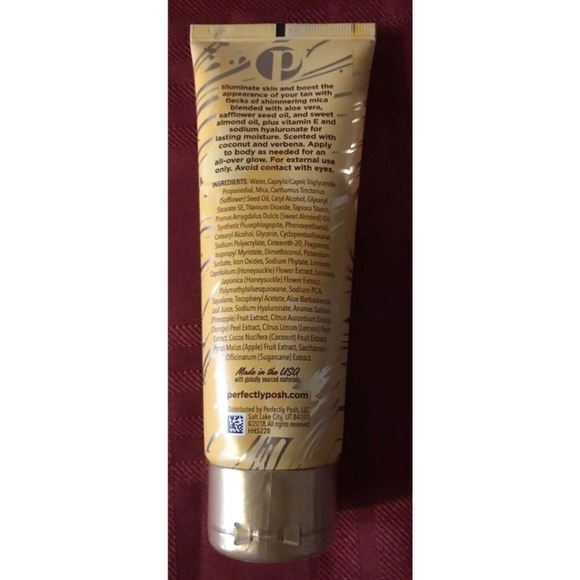 p
Illuminate skin and boost the
appearance of your tan with
flecks of shimmering mica
blended with aloe vera,
safflower seed oil, and sweet
almond oil, plus vitamin E and
sodium hyaluronate for
lasting moisture. Scented with
coconut and verbena. Apply
to body as needed for an
all-over glow. For external use
only. Avoid contact with eyes.
INGREDIENTS: Water, Caprylic/Capric Triglyceride,
Propanediol, Mica, Carthamus Tinctorius
(Safflower) Seed Oil, Cetyl Alcohol, Glyceryl
Stearate SE, Titanium Dioxide, Tapioca Starch,
Prunus Amygdalus Dulcis (Sweet Almond) Oil,
Synthetic Fluorphlogopite, Phenoxyethanol,
Cetearyl Alcohol, Glycerin, Cyclopentasiloxane,
Sodium Polyacrylate, Ceteareth-20, Fragrance,
Isopropyl Myristate, Dimethiconol, Potassium
Sorbate, Iron Oxides, Sodium Phytate, Lonicera
Caprifolium (Honeysuckle) Flower Extract, Lonicera
Japonica (Honeysuckle) Flower Extract,
Polymethylsilsesquioxane, Sodium PCA,
Squalane, Tocopheryl Acetate, Aloe Barbadensis
Leaf Juice, Sodium Hyaluronate, Ananas Sativus
(Pineapple) Fruit Extract, Citrus Aurantium Dulcis
(Orange) Peel Extract, Citrus Limon (Lemon) Fruit
Extract, Cocos Nucifera (Coconut) Fruit Extract,
Pyrus Malus (Apple) Fruit Extract, Saccharum
Officinarum (Sugarcane) Extract.
Made in the USA
with globally sourced materials.
perfectlyposh.com
Distributed by Perfectly Posh, LLC
Salt Lake City, UT 84101
©2018. All rights reserved.
HH5228